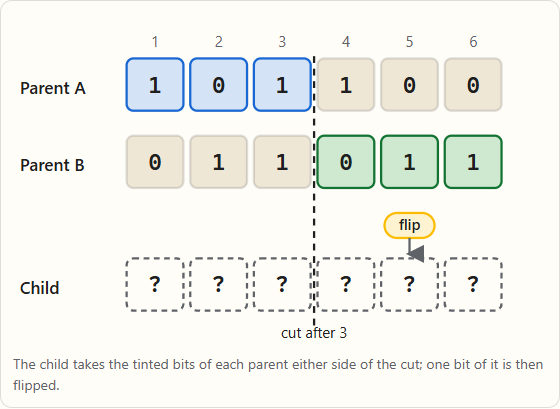 1 2 3 4 5 6
Parent A 1 0 1 1 0 0
Parent B 0 1 1 0 1 1
flip
Child ? ? ? ? ? ?
cut after 3
The child takes the tinted bits of each parent either side of the cut; one bit of it is then
flipped.